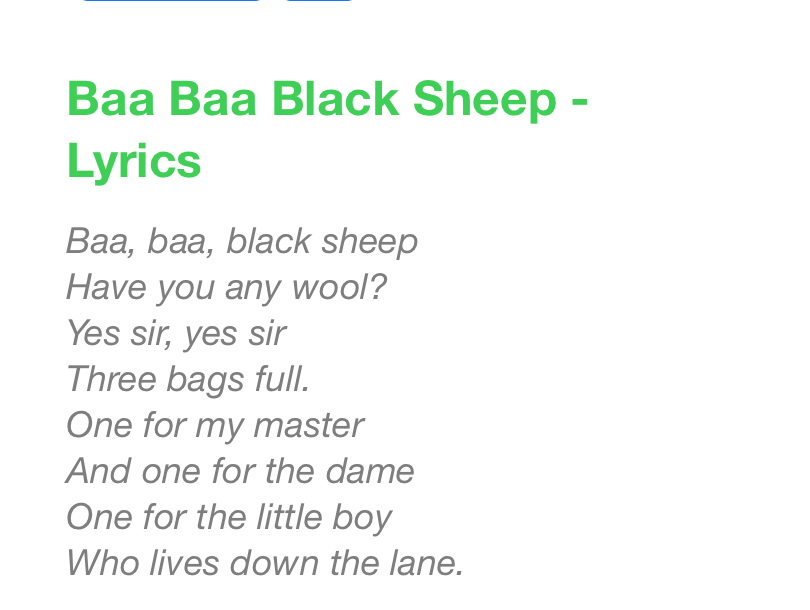 Baa Baa Black Sheep -
Lyrics
Baa, baa, black sheep
Have you any wool?
Yes sir, yes sir
Three bags full.
One for my master
And one for the dame
One for the little boy
Who lives down the lane.